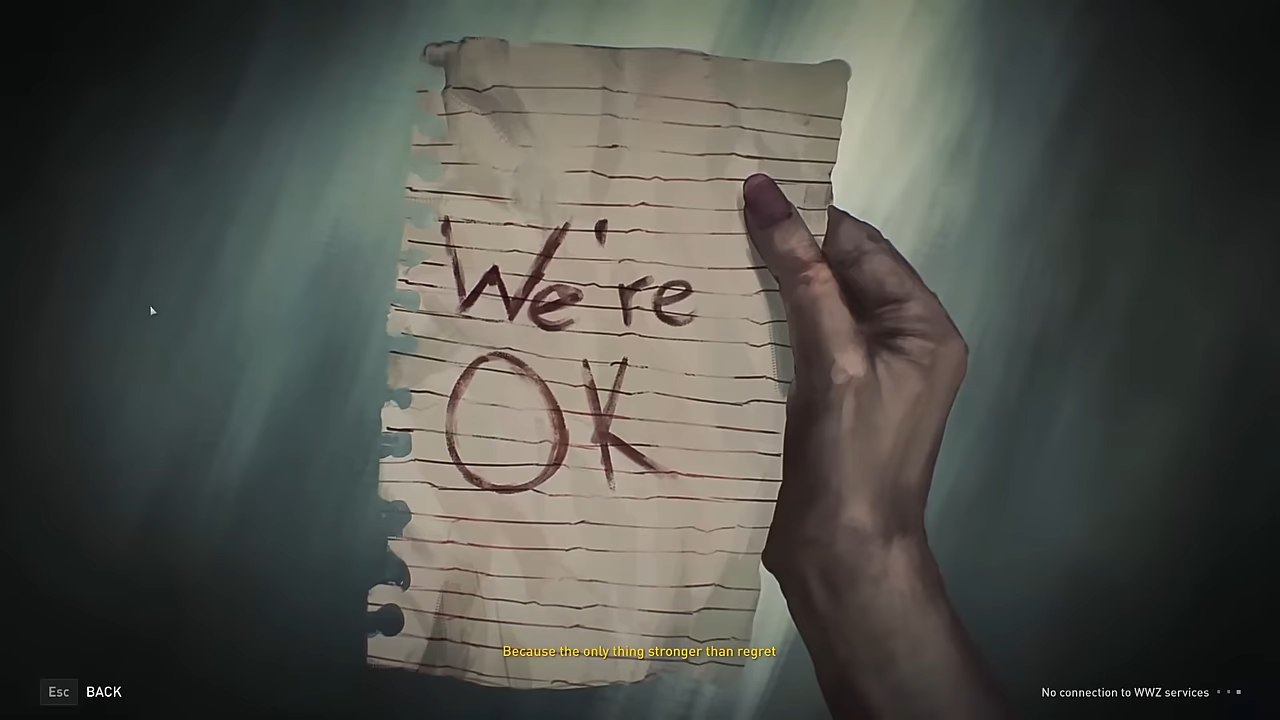 We're
OK
Because the only thing stronger than regret
Esc BACK
No connection to WWZ services